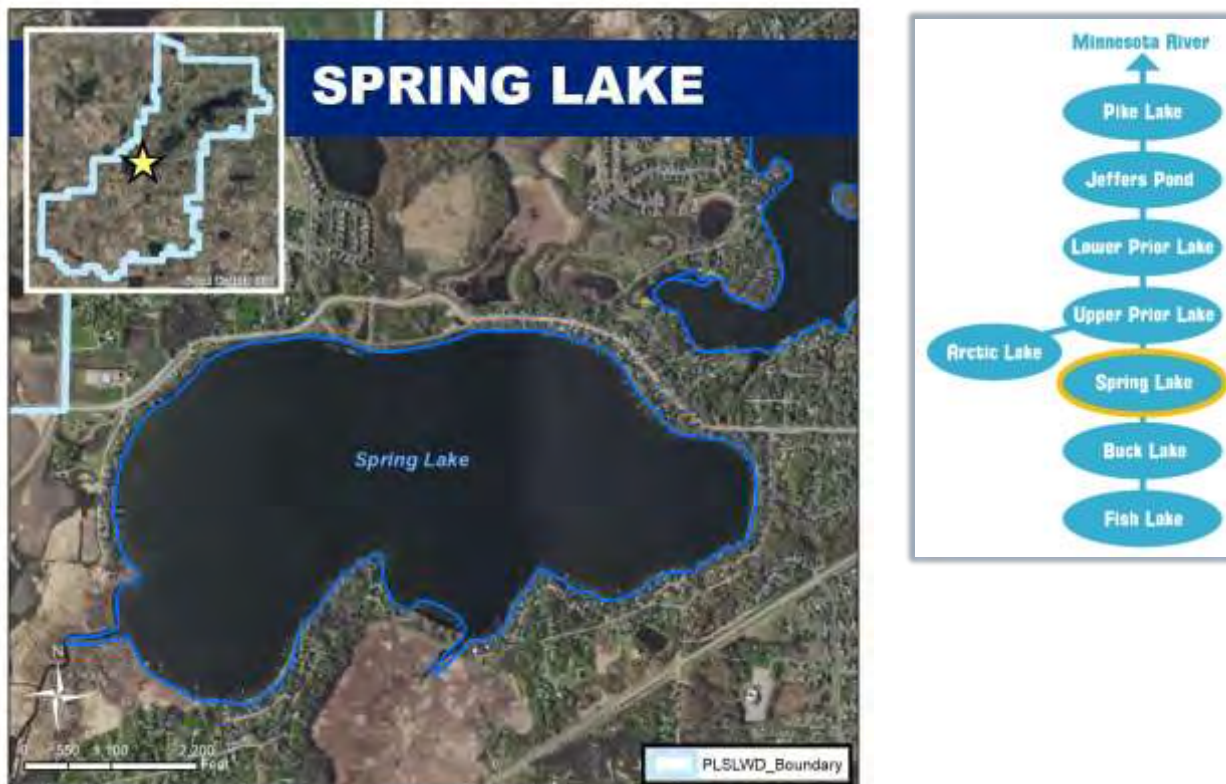 SPRING LAKE
Spring Lake
N
0 550 1,100 2,200
Feet
PLSLWD_Boundary
Minnesota River
Pike Lake
Jeffers Pond
Lower Prior Lake
Upper Prior Lake
Arctic Lake
Spring Lake
Buck Lake
Fish Lake